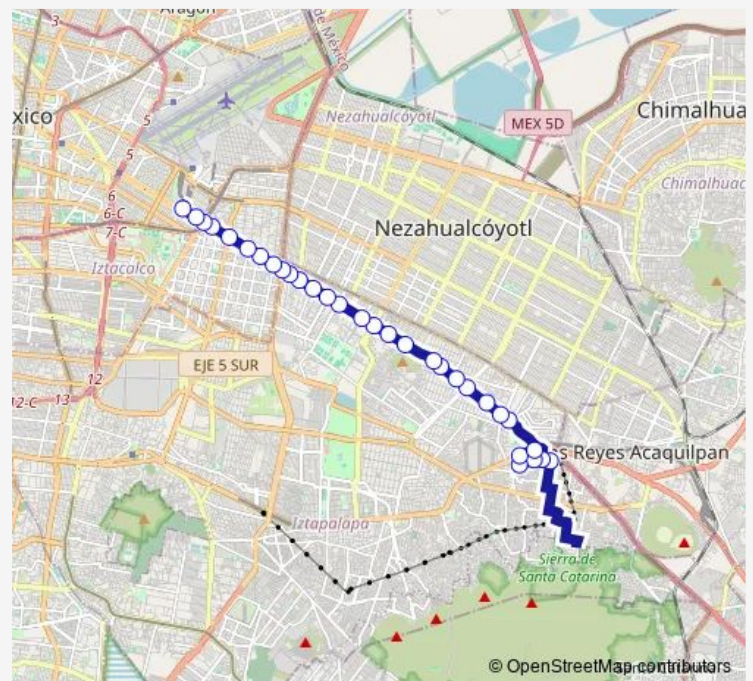 Aragón
de México
3
xico
5
Nezahualcóyotl
MEX 5D
Chimalhua
5
Chimalhuac
6
6-C
7-C
Nezahualcóyotl
Iztacalco
EJE 5 SUR
12
12-C
13
s Reyes Acaquilpan
Iztapalapa
Sierra de
Santa Catarina
© OpenStreetMap contributors